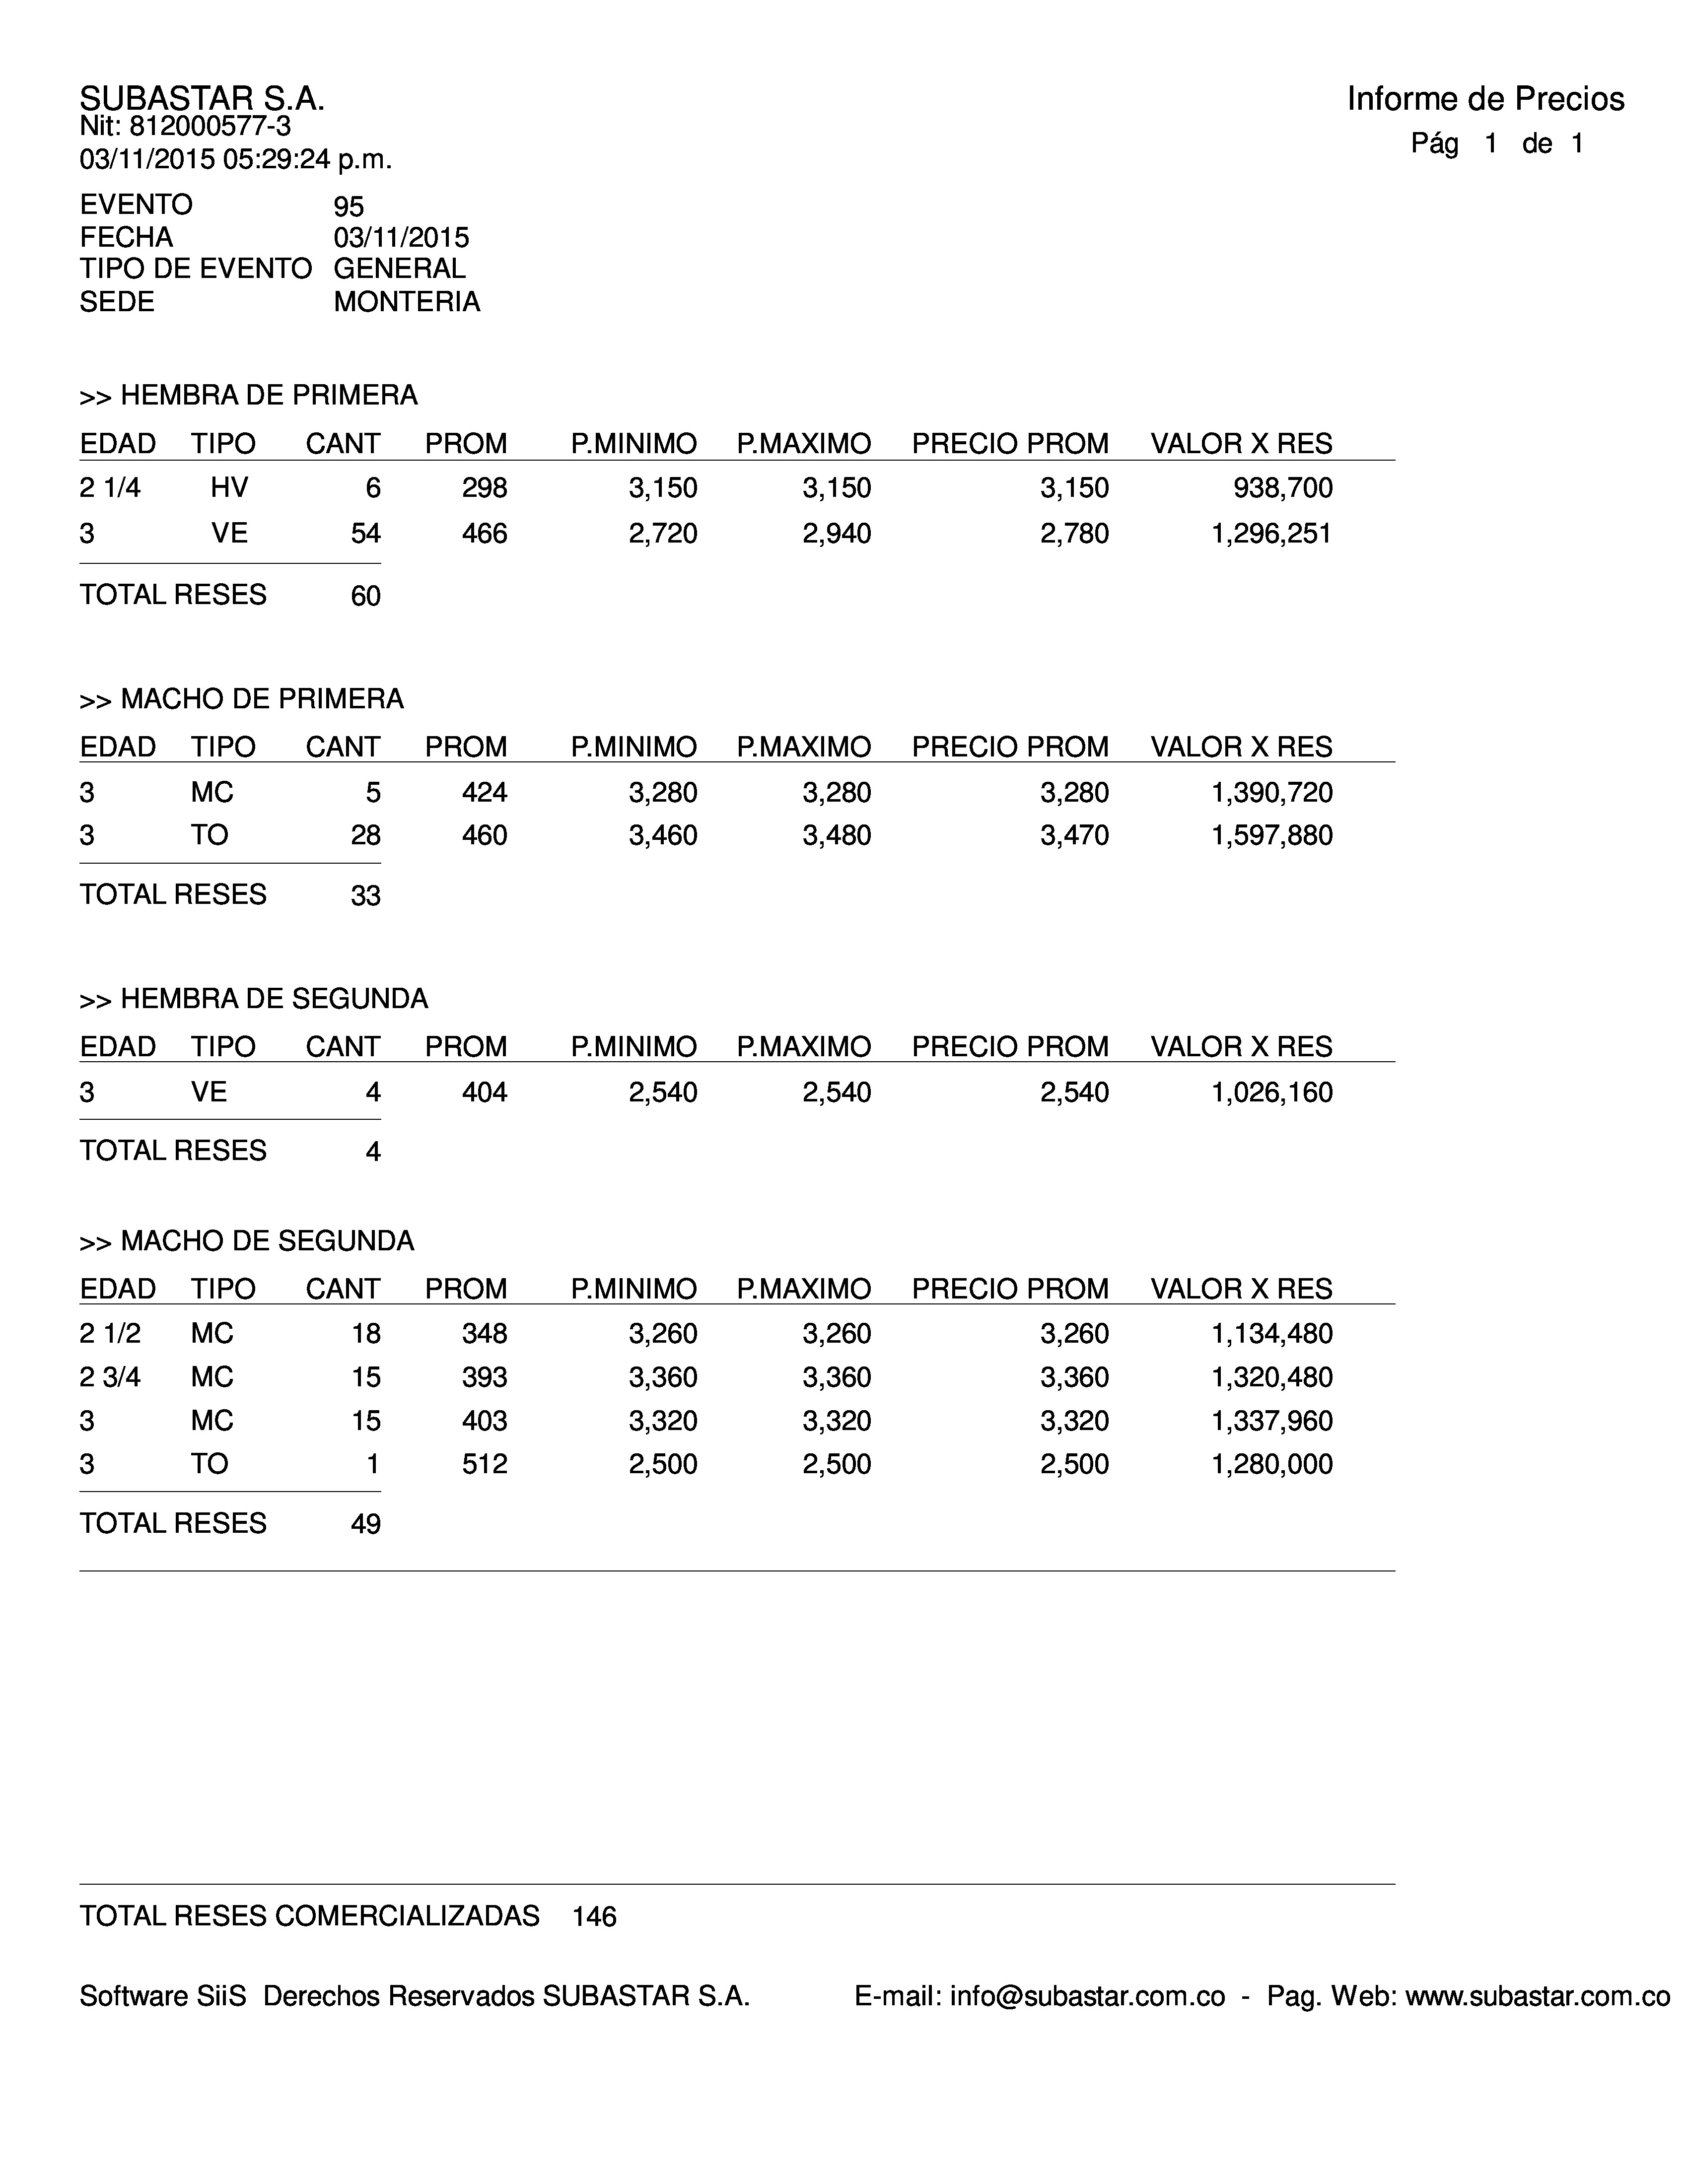 SUBASTAR S.A.
Informe de Precios
Nit: 812000577-3
Pág 1 de 1
03/11/2015 05:29:24 p.m.
EVENTO 95
FECHA 03/11/2015
TIPO DE EVENTO GENERAL
SEDE MONTERIA
>> HEMBRA DE PRIMERA
EDAD TIPO CANT PROM P.MINIMO P.MAXIMO PRECIO PROM VALOR X RES
2 1/4 HV 6 298 3,150 3,150 3,150 938,700
3 VE 54 466 2,720 2,940 2,780 1,296,251
TOTAL RESES 60
>> MACHO DE PRIMERA
EDAD TIPO CANT PROM P.MINIMO P.MAXIMO PRECIO PROM VALOR X RES
3 MC 5 424 3,280 3,280 3,280 1,390,720
3 TO 28 460 3,460 3,480 3,470 1,597,880
TOTAL RESES 33
>> HEMBRA DE SEGUNDA
EDAD TIPO CANT PROM P.MINIMO P.MAXIMO PRECIO PROM VALOR X RES
3 VE 4 404 2,540 2,540 2,540 1,026,160
TOTAL RESES 4
>> MACHO DE SEGUNDA
EDAD TIPO CANT PROM P.MINIMO P.MAXIMO PRECIO PROM VALOR X RES
2 1/2 MC 18 348 3,260 3,260 3,260 1,134,480
2 3/4 MC 15 393 3,360 3,360 3,360 1,320,480
3 MC 15 403 3,320 3,320 3,320 1,337,960
3 TO 1 512 2,500 2,500 2,500 1,280,000
TOTAL RESES 49
TOTAL RESES COMERCIALIZADAS 146
Software SiiS Derechos Reservados SUBASTAR S.A. E-mail: info@subastar.com.co - Pag. Web: www.subastar.com.co